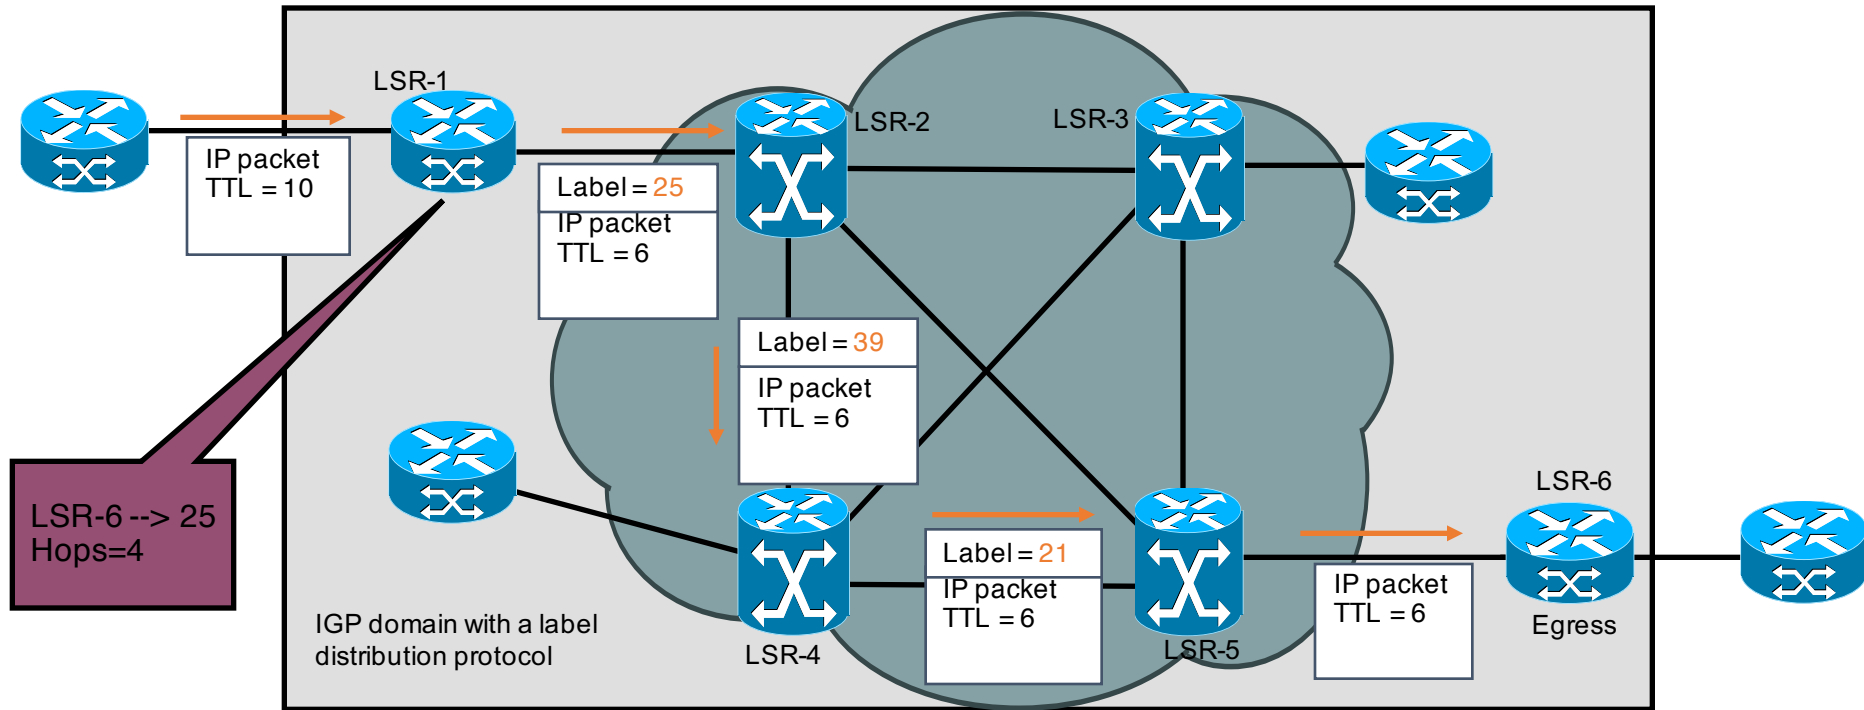 LSR-1
LSR-2
LSR-3
IP packet
TTL = 10
Label = 25
IP packet
TTL = 6
Label = 39
IP packet
TTL = 6
LSR-6 --> 25
Hops=4
LSR-6
Label = 21
IP packet
TTL = 6
IP packet
TTL = 6
Egress
IGP domain with a label
distribution protocol
LSR-4
LSR-5